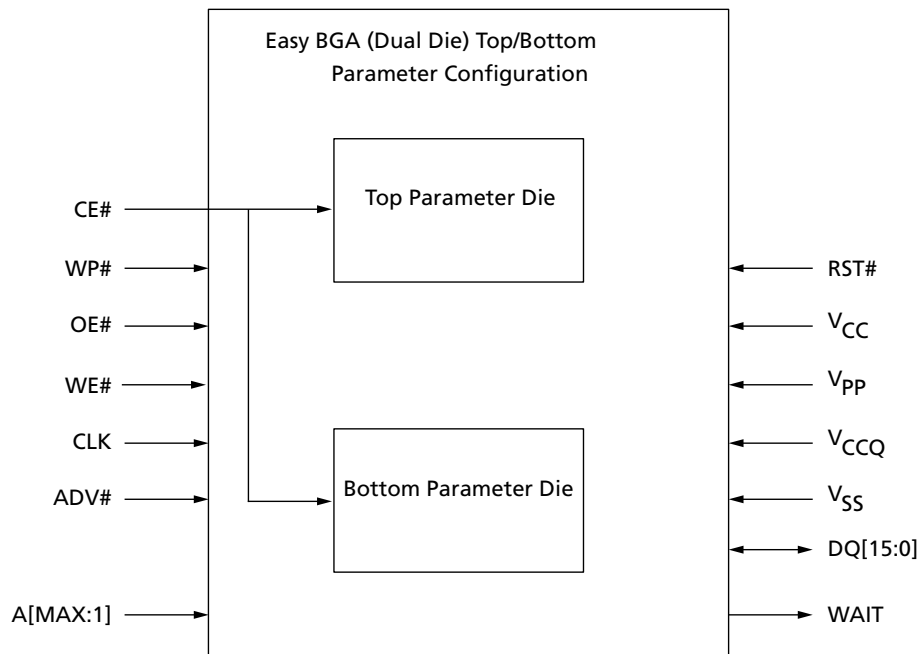 Easy BGA (Dual Die) Top/Bottom
Parameter Configuration
Top Parameter Die
Bottom Parameter Die
CE#
WP#
OE#
WE#
CLK
ADV#
A[MAX:1]
RST#
VCC
VPP
VCCQ
VSS
DQ[15:0]
WAIT